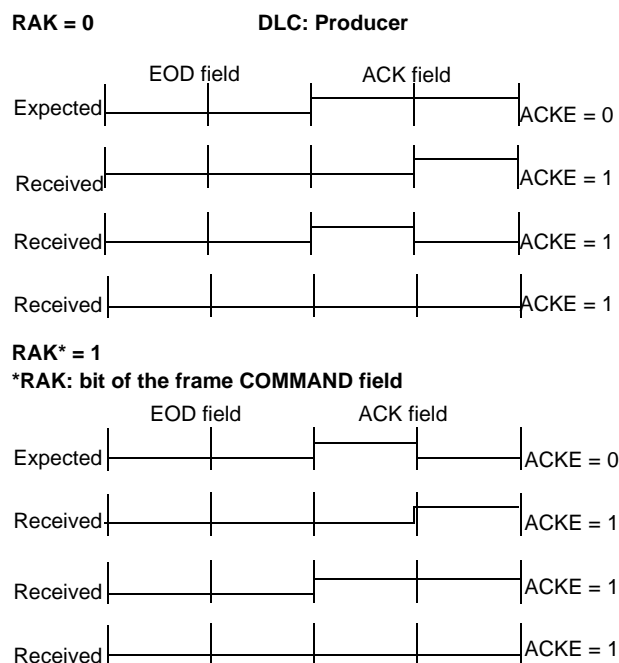 RAK = 0 DLC: Producer
EOD field ACK field
Expected ACKE = 0
Received ACKE = 1
Received ACKE = 1
Received ACKE = 1
RAK* = 1
*RAK: bit of the frame COMMAND field
EOD field ACK field
Expected ACKE = 0
Received ACKE = 1
Received ACKE = 1
Received ACKE = 1